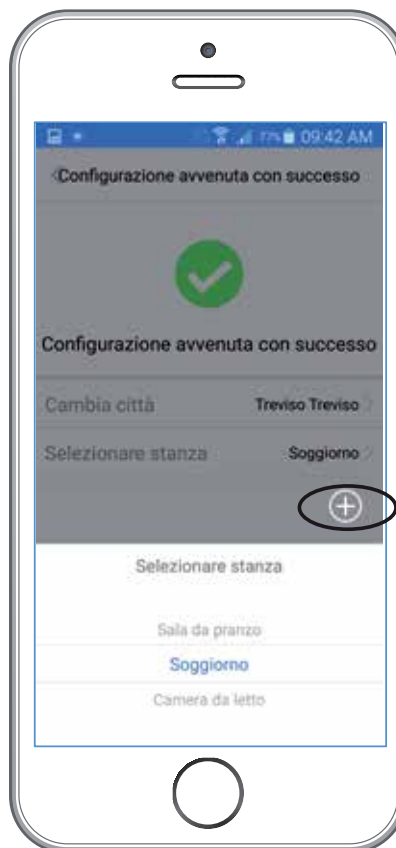 77% 09:42 AM
Configurazione avvenuta con successo
Configurazione avvenuta con successo
Cambia città Treviso Treviso
Selezionare stanza Soggiorno
Selezionare stanza
Sala da pranzo
Soggiorno
Camera da letto